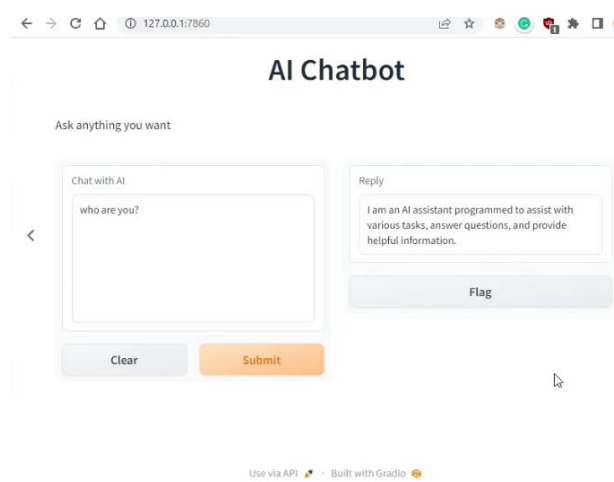 127.0.0.1:7860
AI Chatbot
Ask anything you want
Chat with AI
who are you?
Reply
I am an AI assistant programmed to assist with
various tasks, answer questions, and provide
helpful information.
Flag
Clear
Submit
Use via API · Built with Gradio